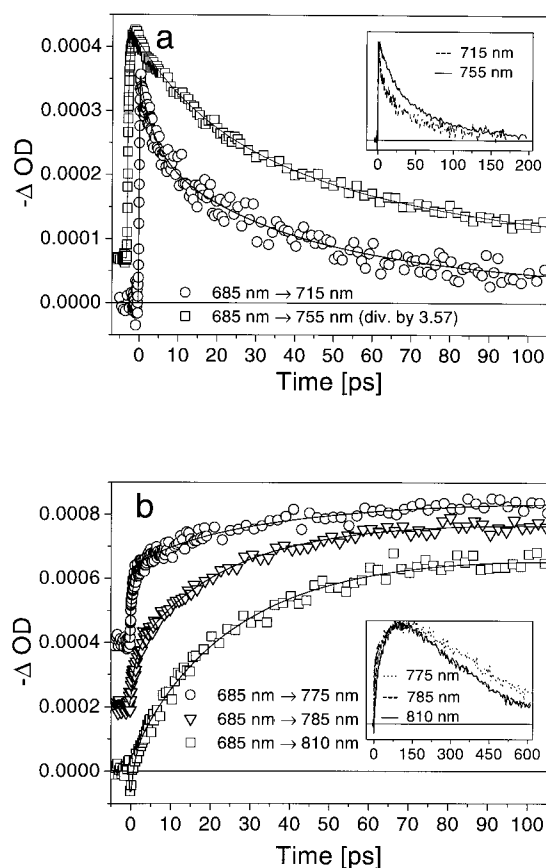 a
-Δ OD
0.0004
0.0003
0.0002
0.0001
0.0000
715 nm
755 nm
0 50 100 150 200
685 nm → 715 nm
685 nm → 755 nm (div. by 3.57)
0 10 20 30 40 50 60 70 80 90 100
Time [ps]
b
-Δ OD
0.0008
0.0006
0.0004
0.0002
0.0000
685 nm → 775 nm
685 nm → 785 nm
685 nm → 810 nm
775 nm
785 nm
810 nm
0 150 300 450 600
0 10 20 30 40 50 60 70 80 90 100
Time [ps]